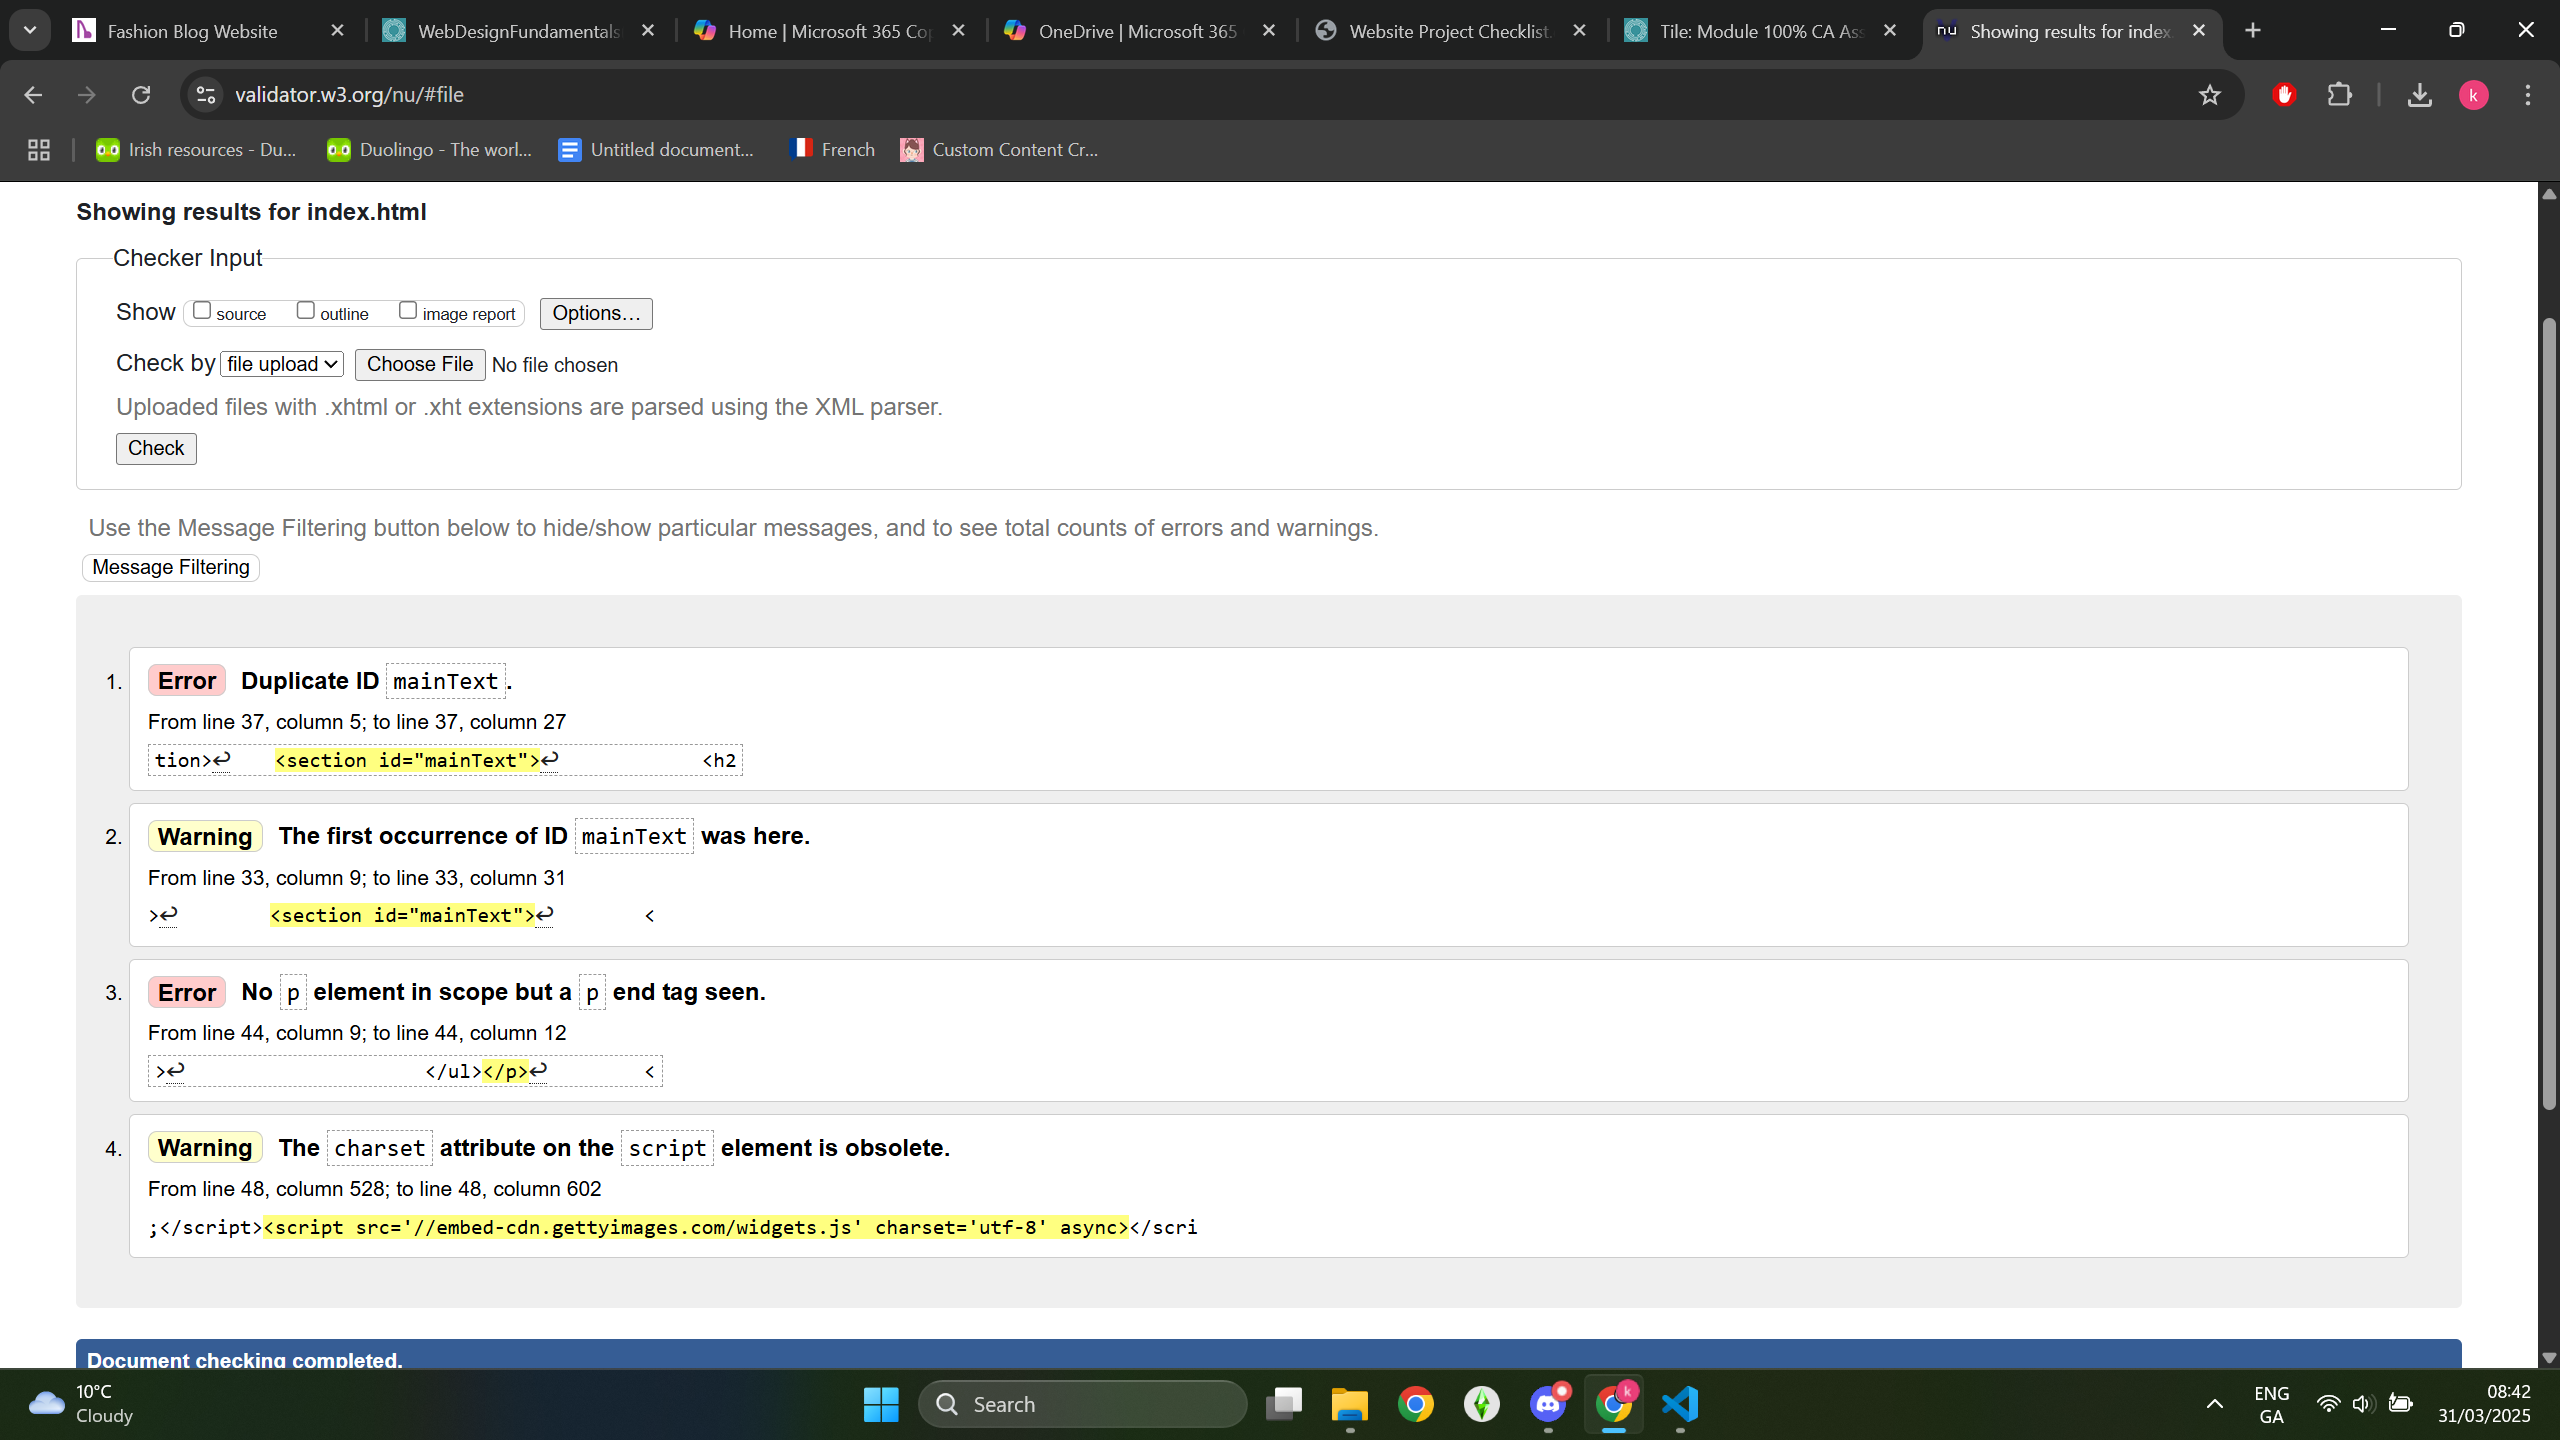 Fashion Blog Website
WebDesignFundamentals
Home | Microsoft 365 Co
OneDrive | Microsoft 365
Website Project Checklist
Tile: Module 100% CA Ass
nu Showing results for index
validator.w3.org/nu/#file
k
Irish resources - Du...
Duolingo - The worl...
Untitled document...
French
Custom Content Cr...
Showing results for index.html
Checker Input
Show source outline image report Options...
Check by file upload Choose File No file chosen
Uploaded files with .xhtml or .xht extensions are parsed using the XML parser.
Check
Use the Message Filtering button below to hide/show particular messages, and to see total counts of errors and warnings.
Message Filtering
1. Error Duplicate ID mainText.
From line 37, column 5; to line 37, column 27
tion>↩ <section id="mainText">↩ <h2
2. Warning The first occurrence of ID mainText was here.
From line 33, column 9; to line 33, column 31
>↩ <section id="mainText">↩ <
3. Error No p element in scope but a p end tag seen.
From line 44, column 9; to line 44, column 12
>↩ </ul></p>↩ <
4. Warning The charset attribute on the script element is obsolete.
From line 48, column 528; to line 48, column 602
;</script><script src='//embed-cdn.gettyimages.com/widgets.js' charset='utf-8' async></scri
Document checking completed.
10°C
Cloudy
Search
k
ENG
GA
08:42
31/03/2025